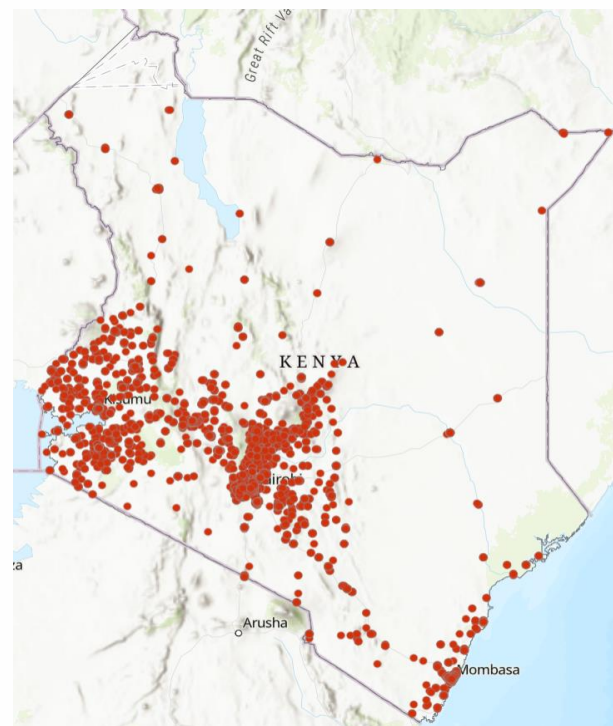 Great Rift Va
KENYA
Kisumu
Nairobi
za
Arusha
Mombasa